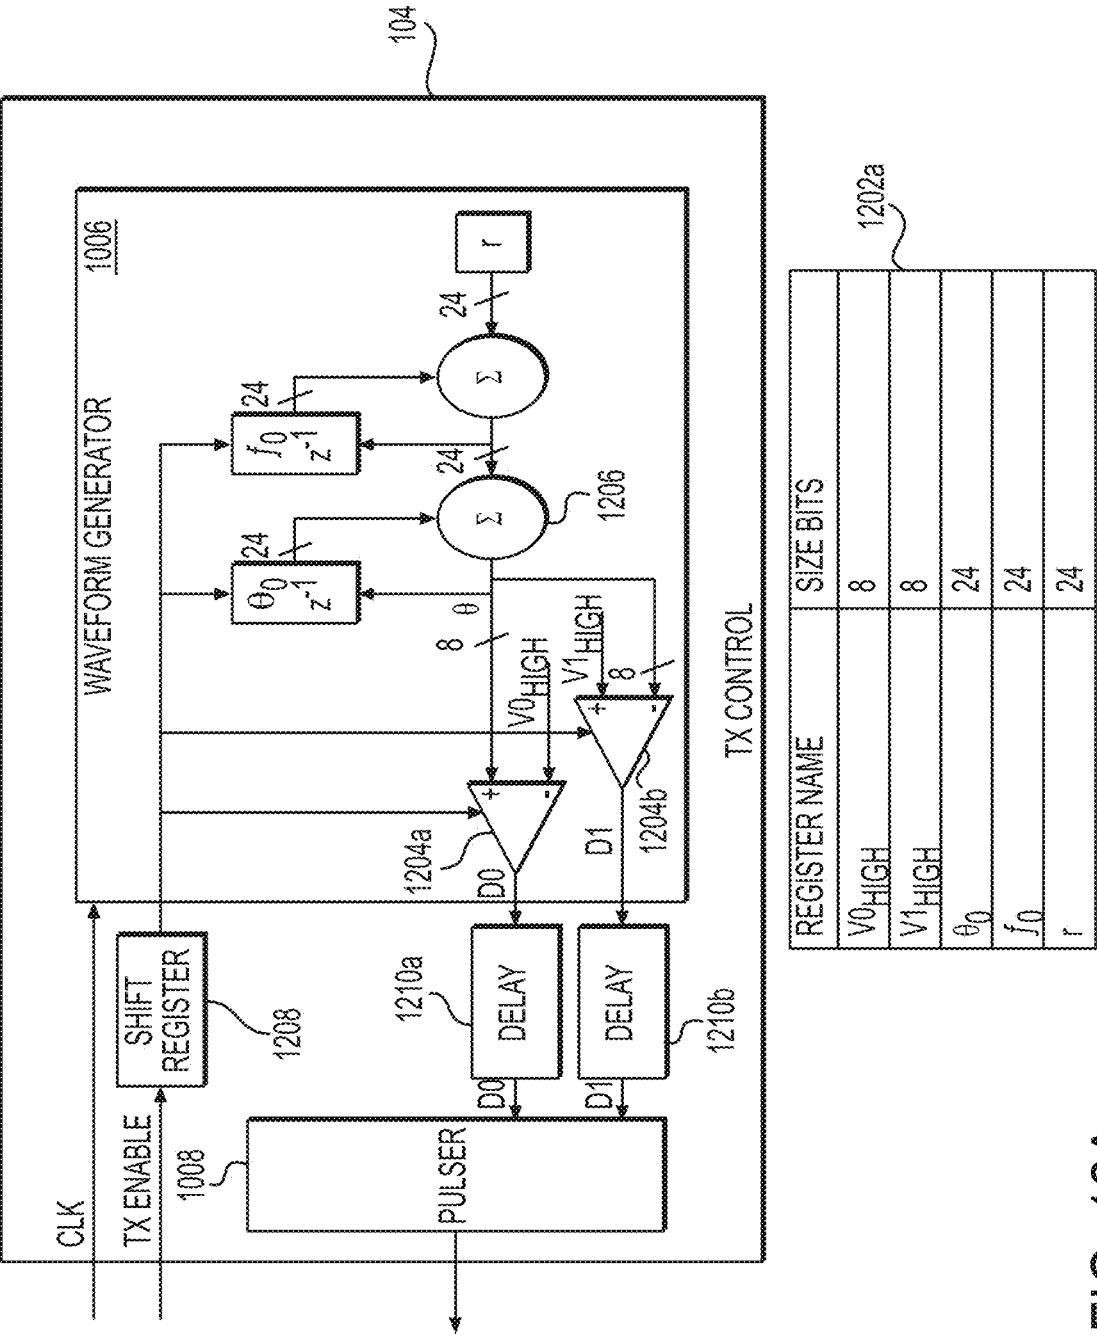 104
CLK
TX ENABLE
SHIFT
REGISTER
1208
WAVEFORM GENERATOR
1006
θ0
z-1
24
f0
z-1
24
r
24
Σ
24
Σ
1206
θ
8
V0HIGH
V1HIGH
8
+
-
1204a
+
-
1204b
D0
D1
1210a
DELAY
DELAY
1210b
D0
D1
1008
PULSER
TX CONTROL
1202a
REGISTER NAME SIZE BITS
V0HIGH 8
V1HIGH 8
θ0 24
f0 24
r 24